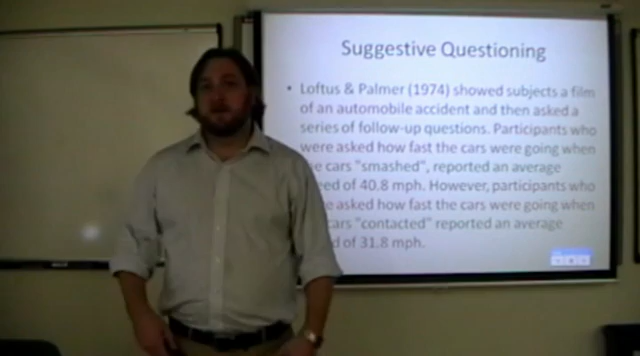 Suggestive Questioning
• Loftus & Palmer (1974) showed subjects a film
of an automobile accident and then asked a
series of follow-up questions. Participants who
were asked how fast the cars were going when
cars "smashed", reported an average
of 40.8 mph. However, participants who
asked how fast the cars were going when
cars "contacted" reported an average
of 31.8 mph.